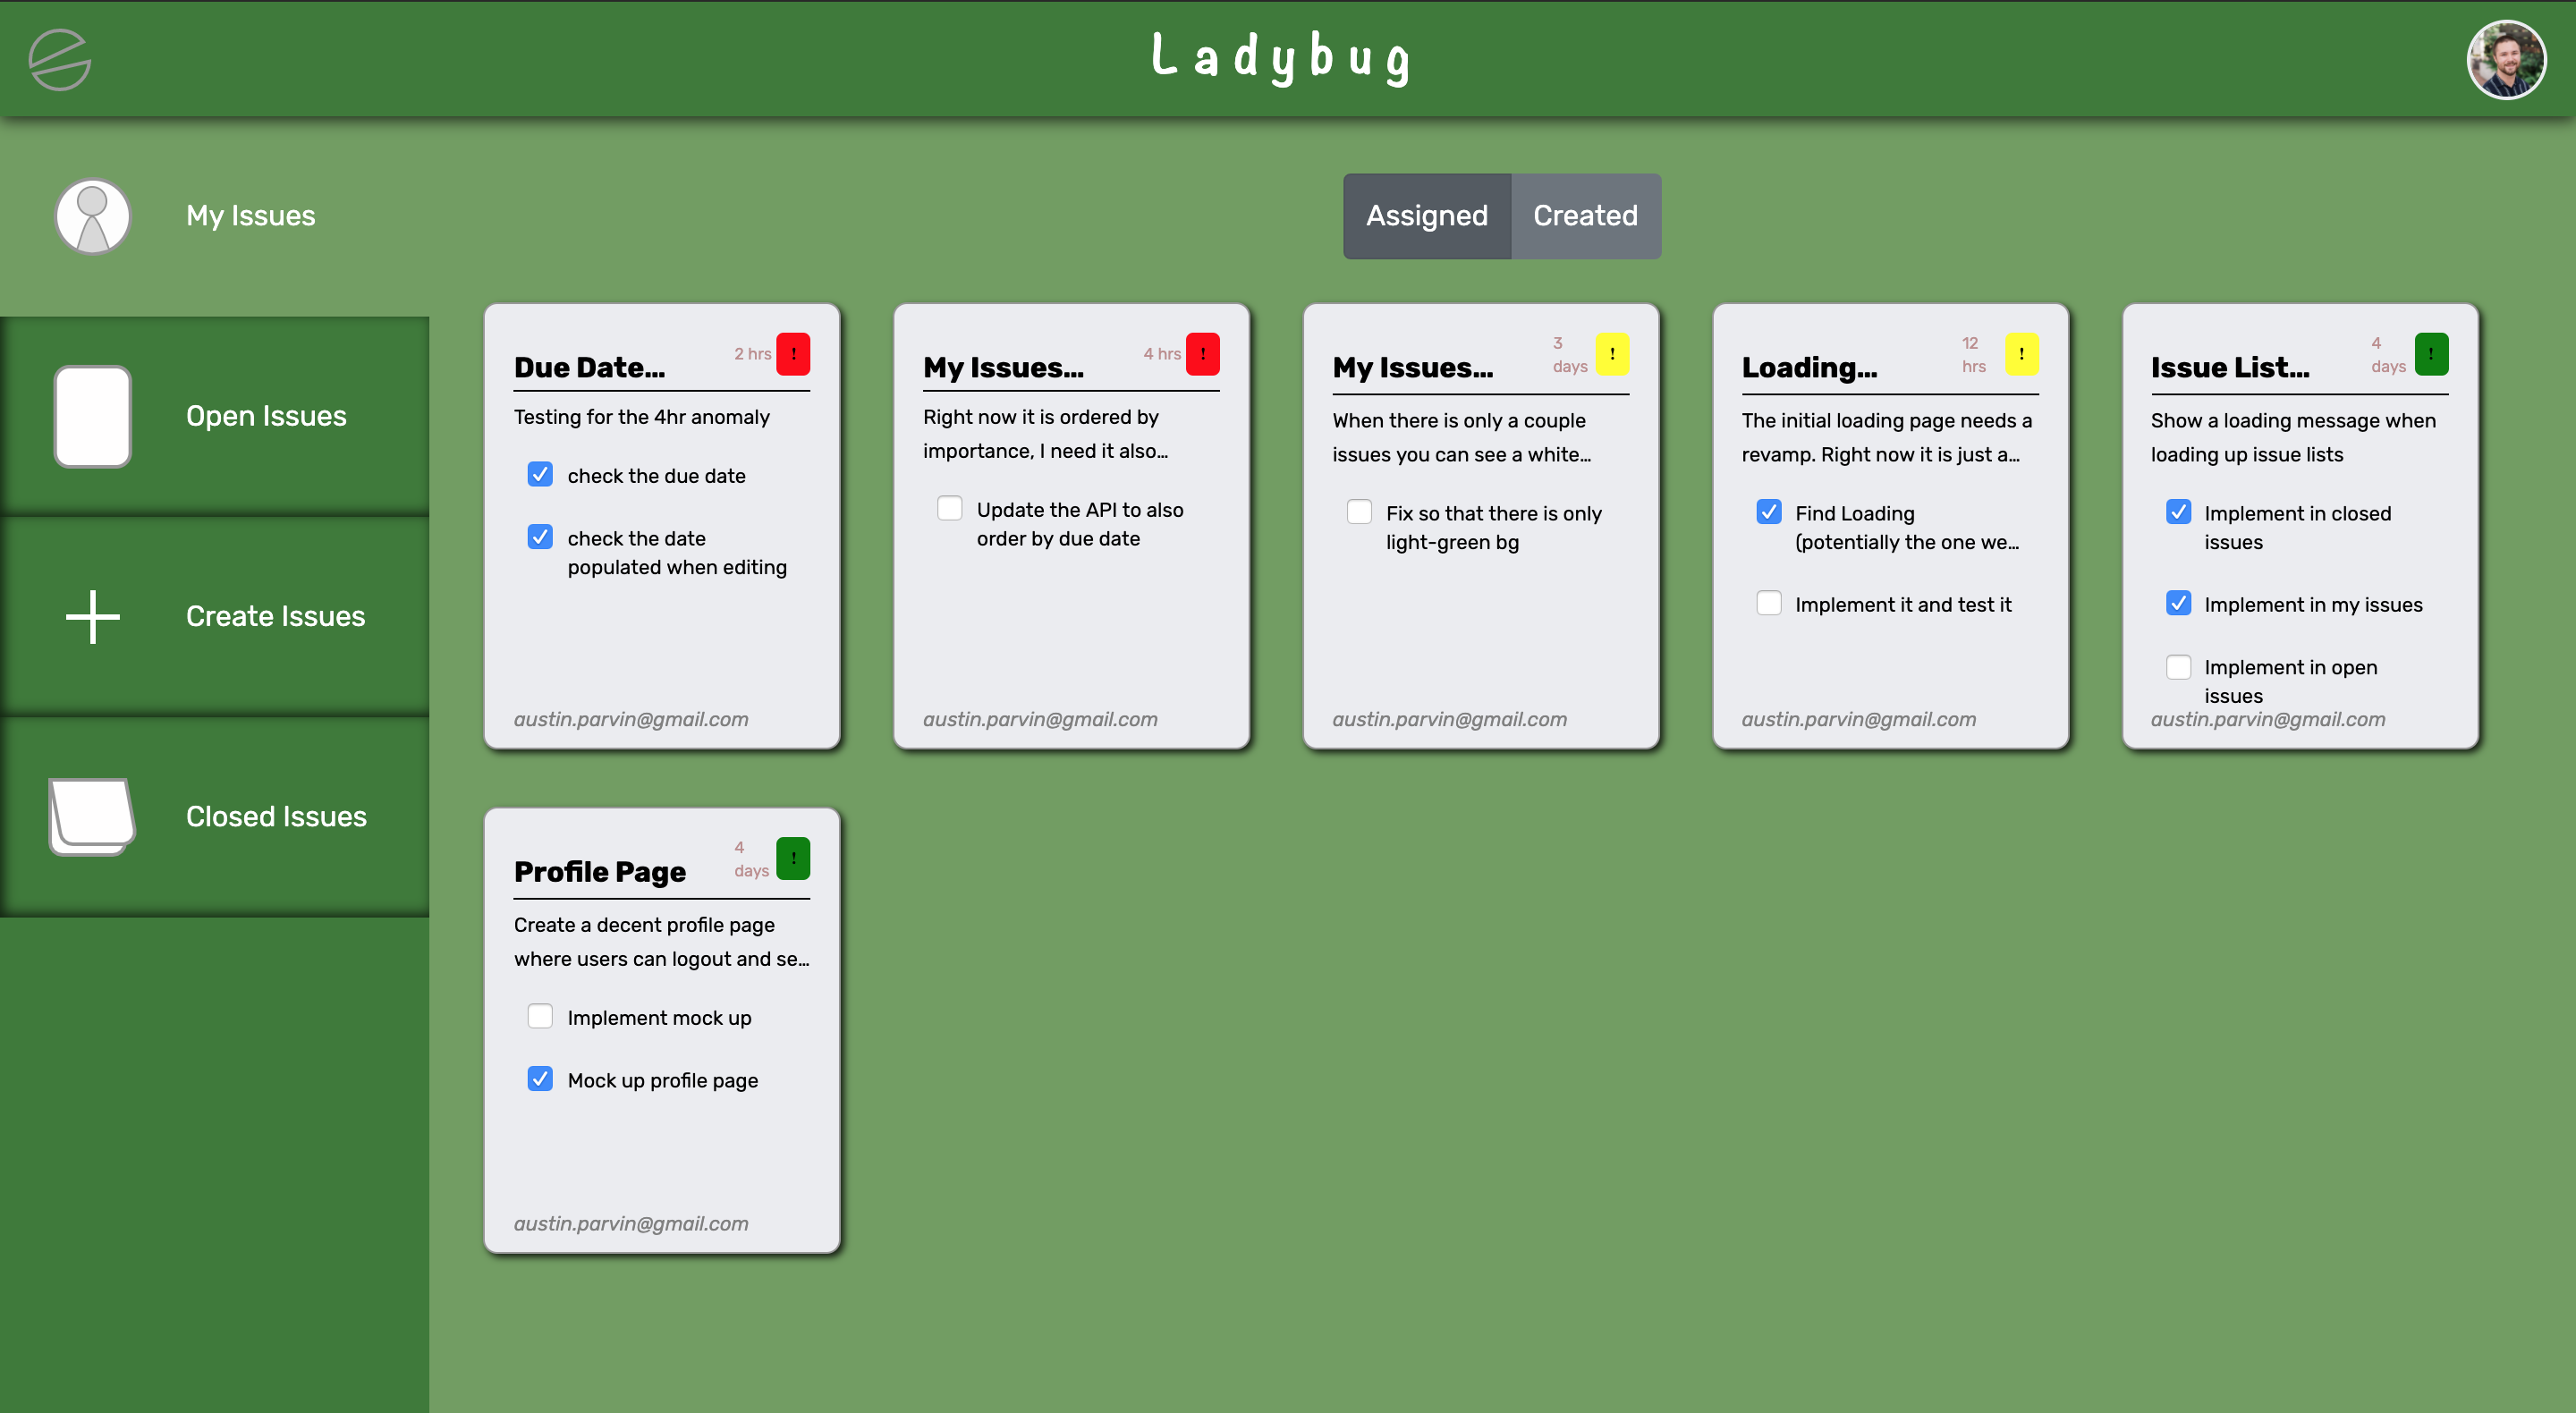 Ladybug
My Issues
Assigned
Created
Open Issues
Create Issues
Closed Issues
Due Date...
2 hrs
!
Testing for the 4hr anomaly
check the due date
check the date
populated when editing
austin.parvin@gmail.com
My Issues...
4 hrs
!
Right now it is ordered by
importance, I need it also...
Update the API to also
order by due date
austin.parvin@gmail.com
My Issues...
3
days
!
When there is only a couple
issues you can see a white...
Fix so that there is only
light-green bg
austin.parvin@gmail.com
Loading...
12
hrs
!
The initial loading page needs a
revamp. Right now it is just a...
Find Loading
(potentially the one we...
Implement it and test it
austin.parvin@gmail.com
Issue List...
4
days
!
Show a loading message when
loading up issue lists
Implement in closed
issues
Implement in my issues
Implement in open
issues
austin.parvin@gmail.com
Profile Page
4
days
!
Create a decent profile page
where users can logout and se...
Implement mock up
Mock up profile page
austin.parvin@gmail.com